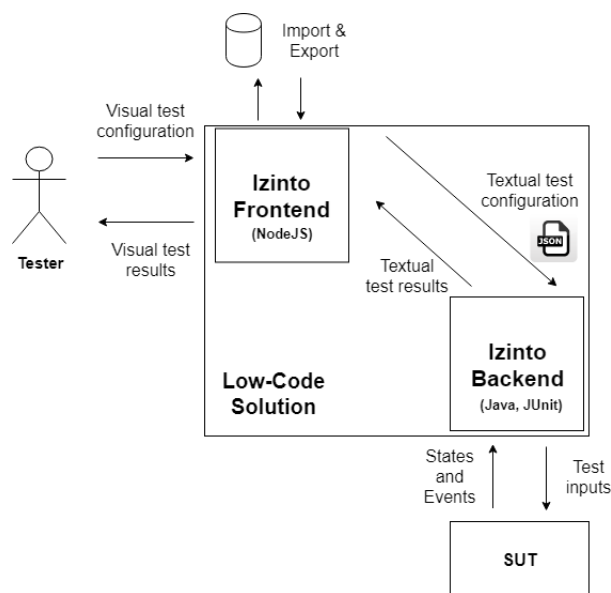 Import &
Export
Visual test
configuration
Izinto
Frontend
(NodeJS)
Textual test
configuration
JSON
Tester
Visual test
results
Textual
test results
Izinto
Backend
(Java, JUnit)
Low-Code
Solution
States
and
Events
Test
inputs
SUT